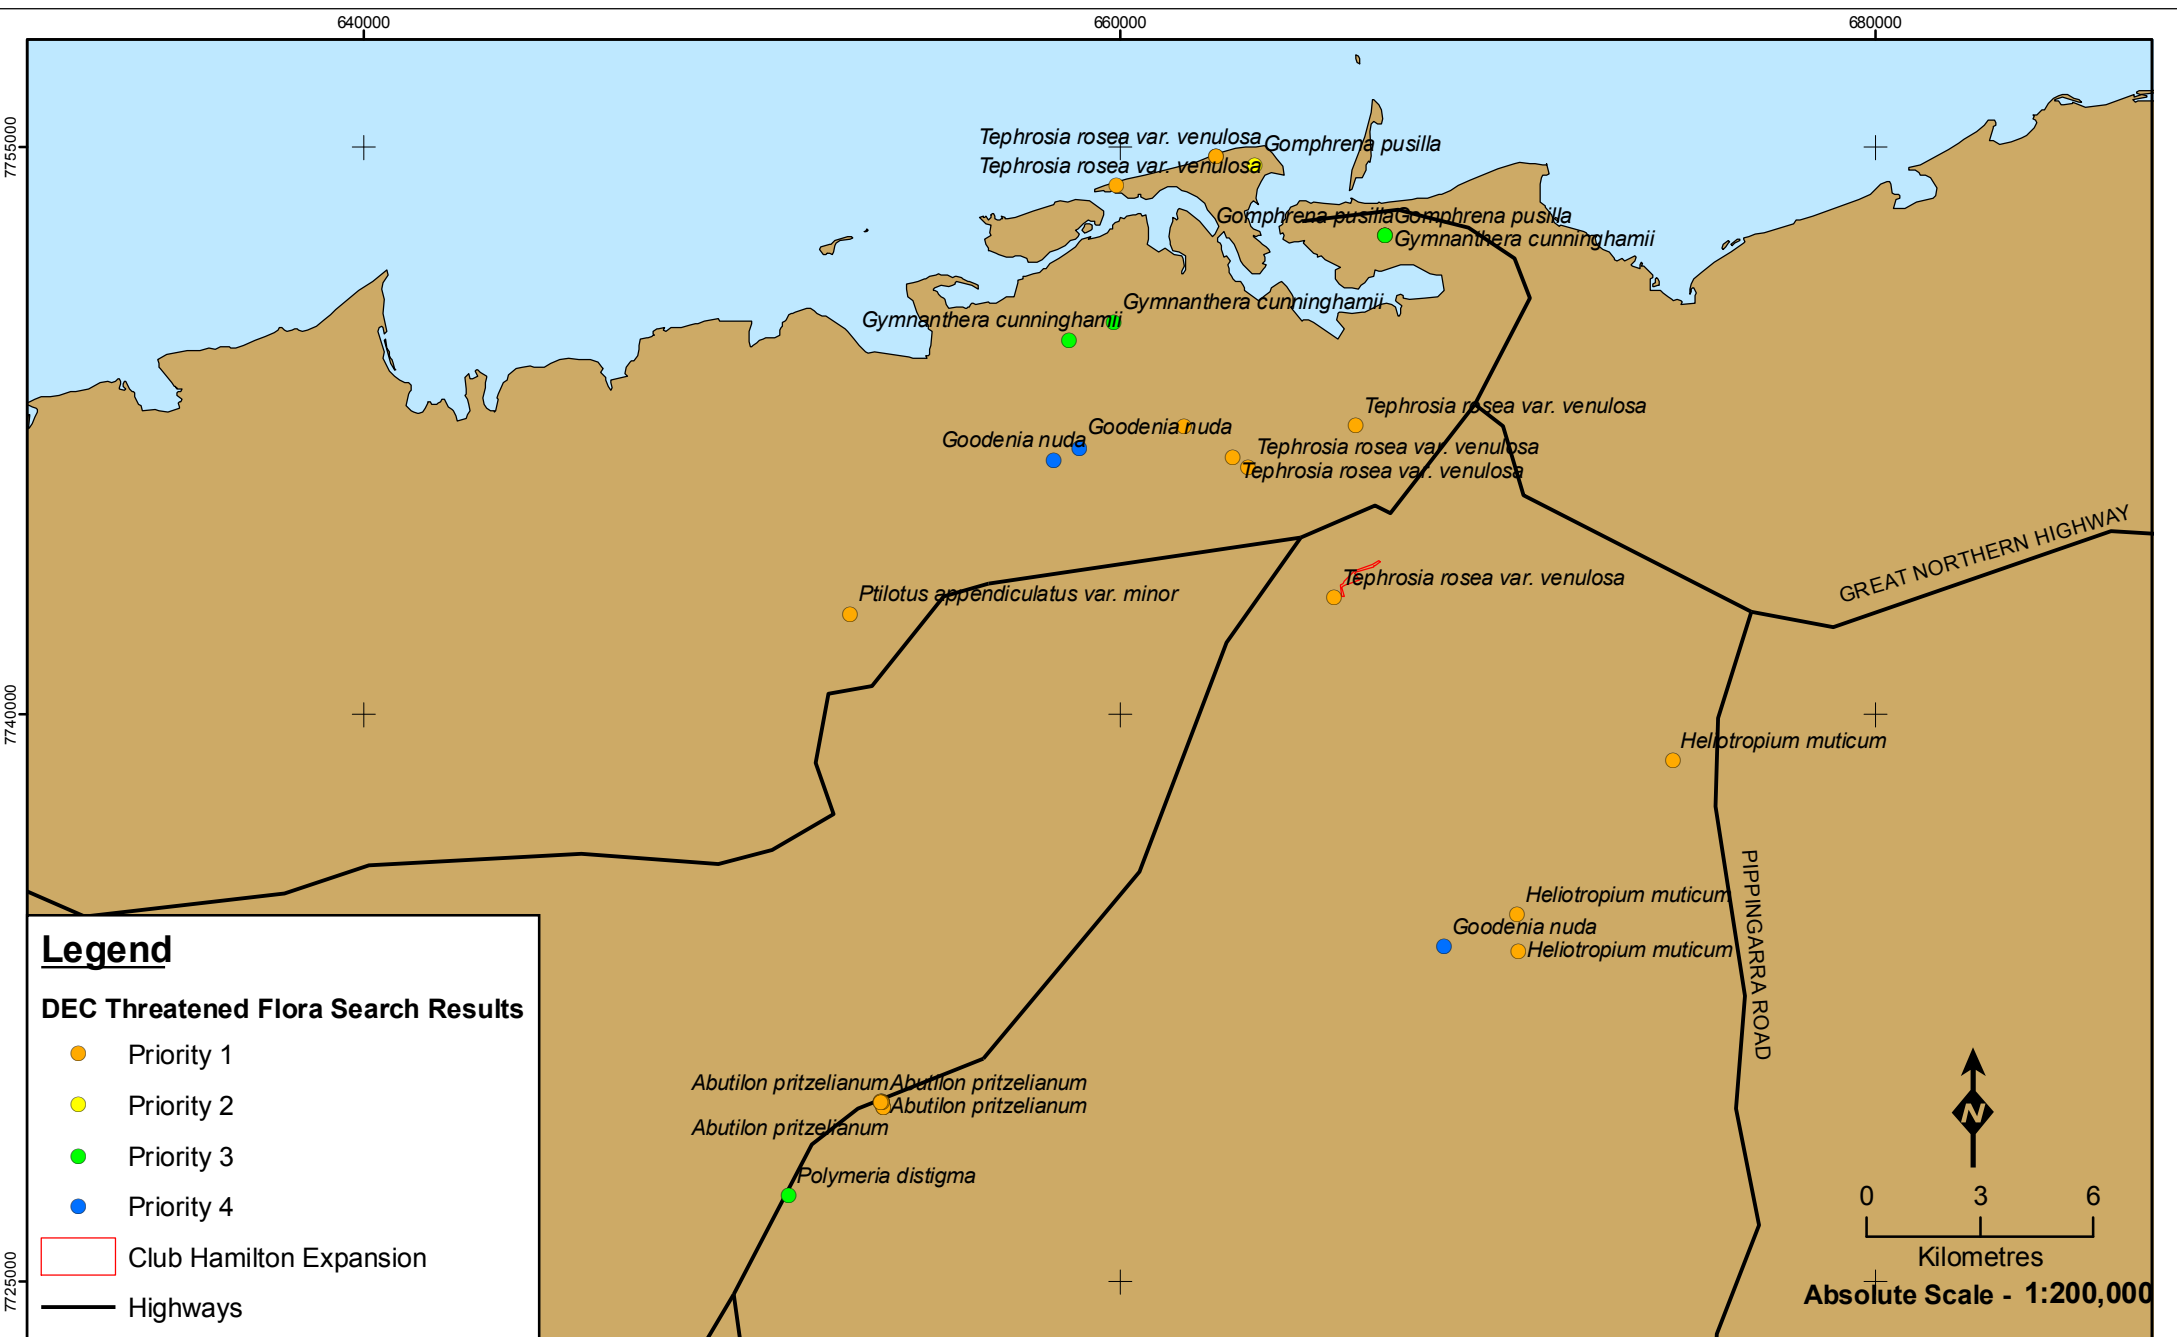 640000
660000
680000
7755000
7740000
7725000
Tephrosia rosea var. venulosa
Gomphrena pusilla
Tephrosia rosea var. venulosa
Gomphrena pusilla
Gomphrena pusilla
Gymnanthera cunninghamii
Gymnanthera cunninghamii
Gymnanthera cunninghamii
Tephrosia rosea var. venulosa
Goodenia nuda
Goodenia nuda
Tephrosia rosea var. venulosa
Tephrosia rosea var. venulosa
GREAT NORTHERN HIGHWAY
Tephrosia rosea var. venulosa
Ptilotus appendiculatus var. minor
Heliotropium muticum
PIPPINGARRA ROAD
Heliotropium muticum
Goodenia nuda
Heliotropium muticum
Abutilon pritzelianum
Abutilon pritzelianum
Abutilon pritzelianum
Abutilon pritzelianum
Polymeria distigma
Legend
DEC Threatened Flora Search Results
Priority 1
Priority 2
Priority 3
Priority 4
Club Hamilton Expansion
Highways
N
0 3 6
Kilometres
Absolute Scale - 1:200,000